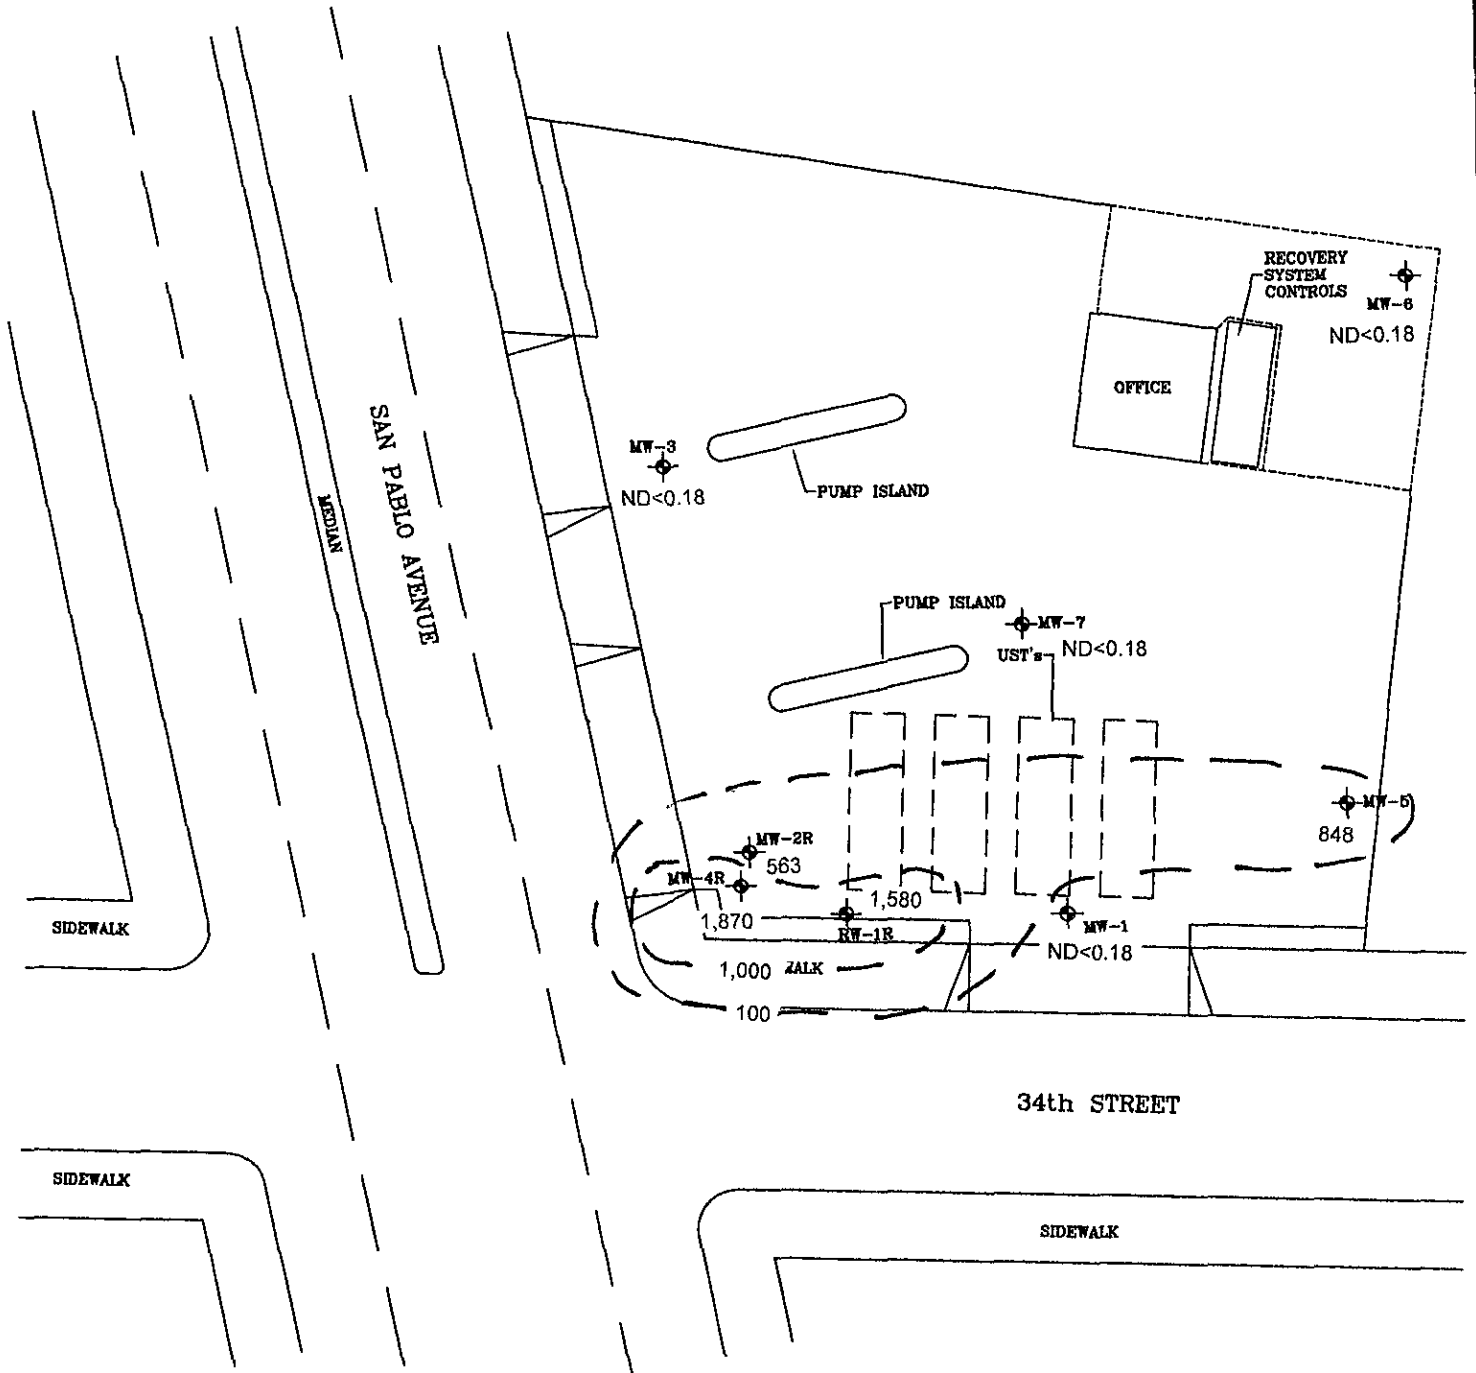 RECOVERY
SYSTEM
CONTROLS
MW-6
ND<0.18
OFFICE
SAN PABLO AVENUE
MEDIAN
MW-3
ND<0.18
PUMP ISLAND
PUMP ISLAND
MW-7
UST's
ND<0.18
MW-5
848
MW-2R
563
MW-4R
1,870
1,580
RW-1R
MW-1
ND<0.18
1,000
100
SIDEWALK
34th STREET
SIDEWALK
SIDEWALK